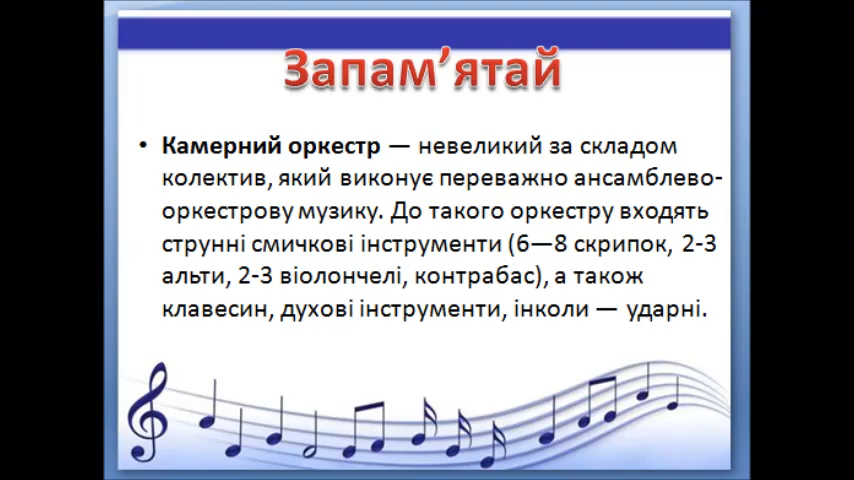 Запам’ятай
• Камерний оркестр — невеликий за складом
колектив, який виконує переважно ансамблево-
оркестрову музику. До такого оркестру входять
струнні смичкові інструменти (6—8 скрипок, 2-3
альти, 2-3 віолончелі, контрабас), а також
клавесин, духові інструменти, інколи — ударні.